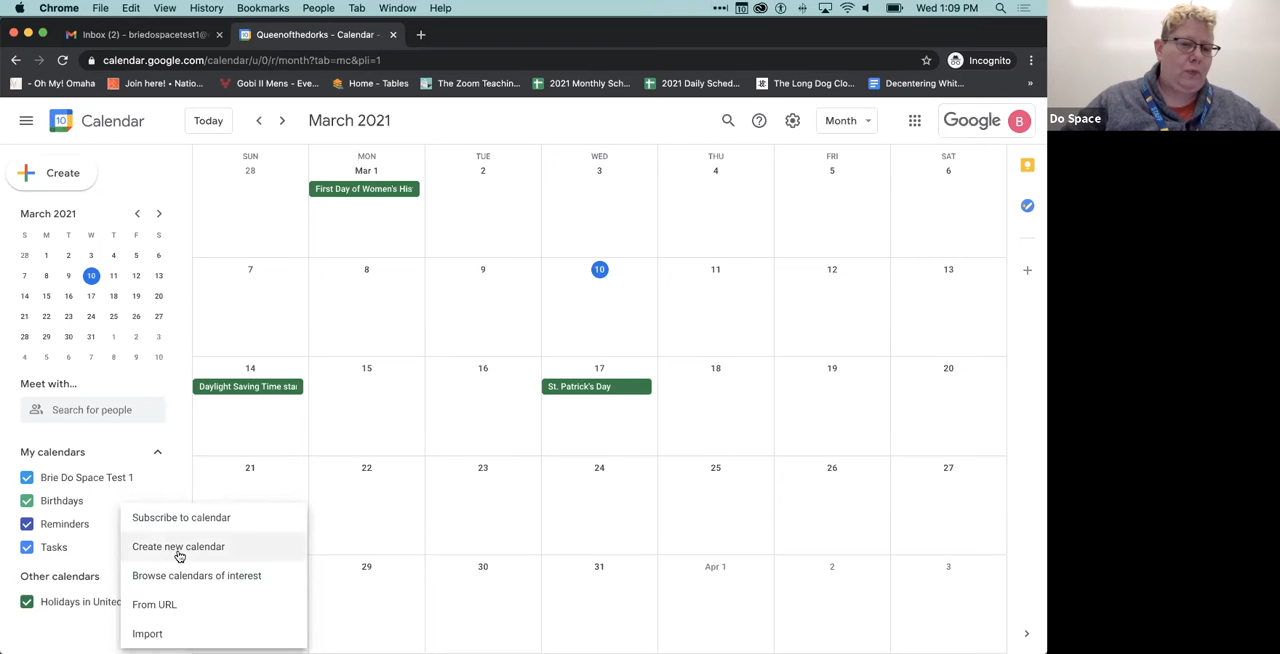 Chrome File Edit View History Bookmarks People Tab Window Help Wed 1:09 PM
Inbox (2) - briedospacetest1@ Queenofthedorks - Calendar -
calendar.google.com/calendar/u/0/r/month?tab=mc&pli=1 Incognito
- Oh My! Omaha Join here! • Natio... Gobi II Mens - Eve... Home - Tables The Zoom Teachin... 2021 Monthly Sch... 2021 Daily Sched... The Long Dog Clo... Decentering Whit... »
Do Space
10 Calendar Today March 2021 Month Google B
Create
SUN MON TUE WED THU FRI SAT
28 Mar 1 2 3 4 5 6
First Day of Women's His
March 2021
S M T W T F S
28 1 2 3 4 5 6
7 8 9 10 11 12 13
14 15 16 17 18 19 20
21 22 23 24 25 26 27
28 29 30 31 1 2 3
4 5 6 7 8 9 10
7 8 9 10 11 12 13
14 15 16 17 18 19 20
Daylight Saving Time star St. Patrick's Day
21 22 23 24 25 26 27
29 30 31 Apr 1 2 3
Meet with...
Search for people
My calendars
Brie Do Space Test 1
Birthdays
Reminders
Tasks
Other calendars
Holidays in United
Subscribe to calendar
Create new calendar
Browse calendars of interest
From URL
Import